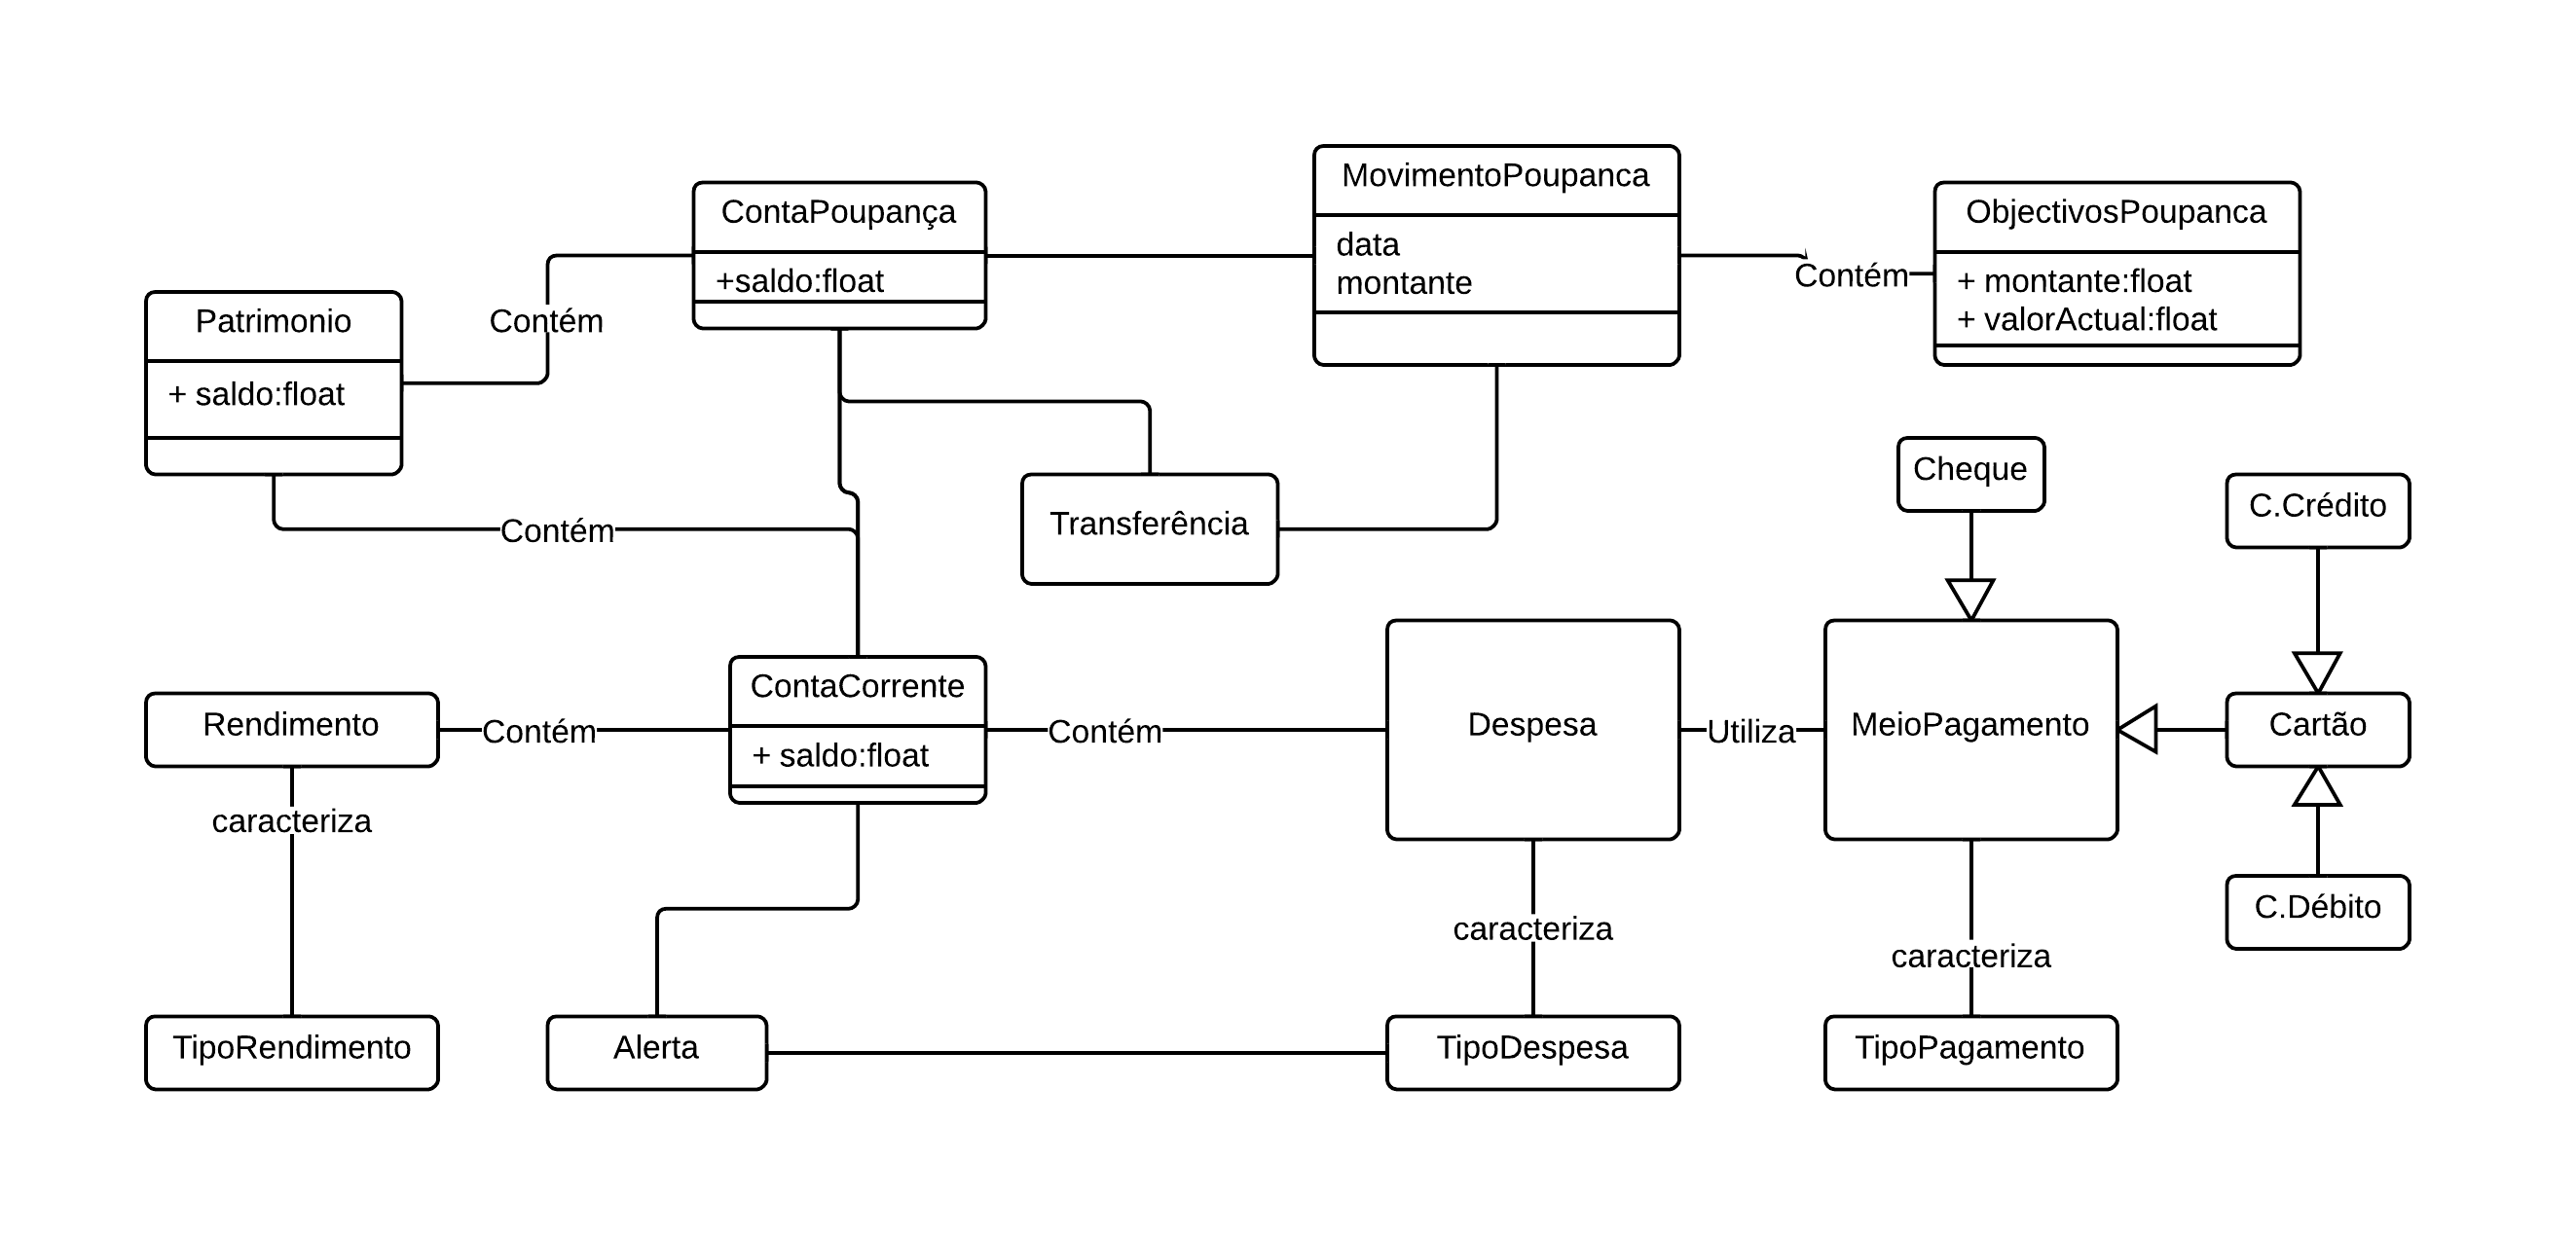 MovimentoPoupanca
data
montante
ContaPoupança
+saldo:float
ObjectivosPoupanca
+ montante:float
+ valorActual:float
Contém
Patrimonio
+ saldo:float
Contém
Contém
Transferência
Cheque
C.Crédito
ContaCorrente
+ saldo:float
Rendimento
Contém
Contém
Despesa
Utiliza
MeioPagamento
Cartão
caracteriza
caracteriza
caracteriza
C.Débito
TipoRendimento
Alerta
TipoDespesa
TipoPagamento